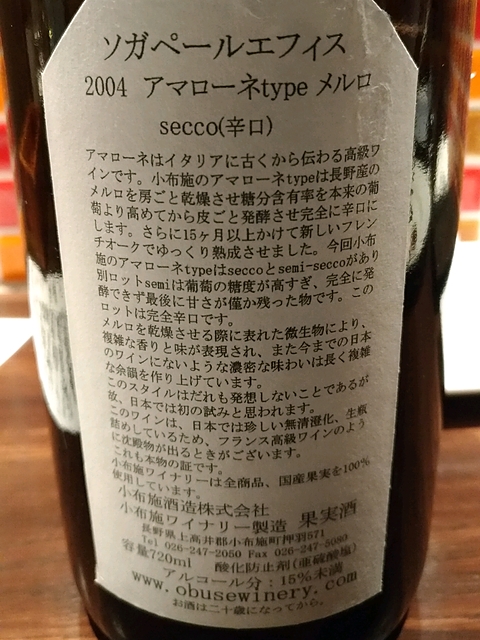 ソガペールエフィス
2004 アマローネtype メルロ
secco(辛口)
アマローネはイタリアに古くから伝わる高級ワ
インです。小布施のアマローネtypeは長野産の
メルロを房ごと乾燥させ糖分含有率を本来の葡
萄より高めてから皮ごと発酵させ完全に辛口に
します。さらに15ヶ月以上かけて新しいフレン
チオークでゆっくり熟成させました。今回小布
施のアマローネtypeはseccoとsemi-seccoがあり
別ロットsemiは葡萄の糖度が高すぎ、完全に発
酵できず最後に甘さが僅か残った物です。この
ロットは完全辛口です。
メルロを乾燥させる際に表れた微生物により、
複雑な香りと味が表現され、また今までの日本
のワインにないような濃密な味わいは長く複雑
な余韻を作り上げています。
このスタイルはだれも発想しないことであるが
故、日本では初の試みと思われます。
このワインは、日本では珍しい無清澄化、生瓶
詰めしているため、フランス高級ワインのよう
に沈殿物が出るときがございます。
これも本物の証です。
小布施ワイナリーは全商品、国産果実を100%
使用しています。
小布施酒造株式会社
小布施ワイナリー製造 果実酒
長野県上高井郡小布施町押羽571
Tel 026-247-2050 Fax 026-247-5080
容量720ml 酸化防止剤(亜硫酸塩)
アルコール分：15%未満
www.obusewinery.com
お酒は二十歳になってから。